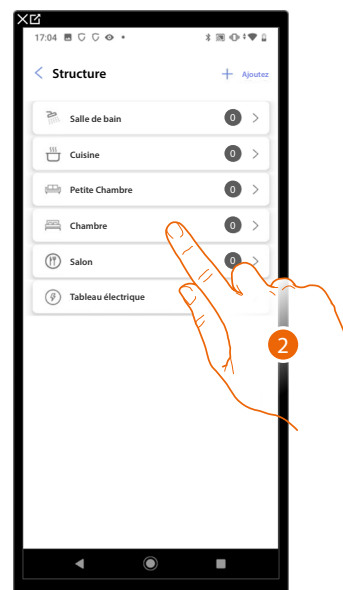 17:04
Structure
+ Ajoutez
Salle de bain 0
Cuisine 0
Petite Chambre 0
Chambre 0
Salon 0
Tableau électrique
2